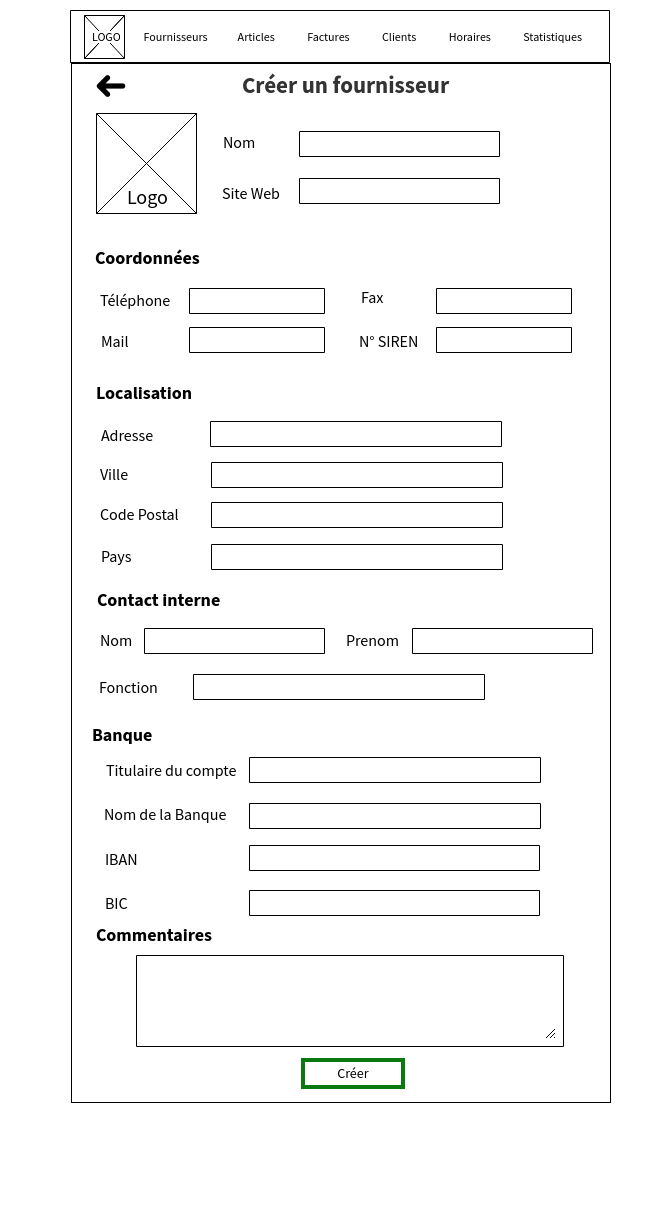 LOGO Fournisseurs Articles Factures Clients Horaires Statistiques
Créer un fournisseur
Logo
Nom
Site Web
Coordonnées
Téléphone Fax
Mail N° SIREN
Localisation
Adresse
Ville
Code Postal
Pays
Contact interne
Nom Prenom
Fonction
Banque
Titulaire du compte
Nom de la Banque
IBAN
BIC
Commentaires
Créer